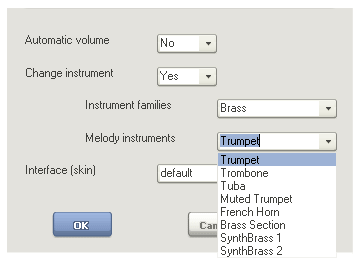 Automatic volume No
Change instrument Yes
Instrument families Brass
Melody instruments Trumpet
Trumpet
Interface (skin) default
Trombone
Tuba
Muted Trumpet
French Horn
Brass Section
SynthBrass 1
SynthBrass 2
OK